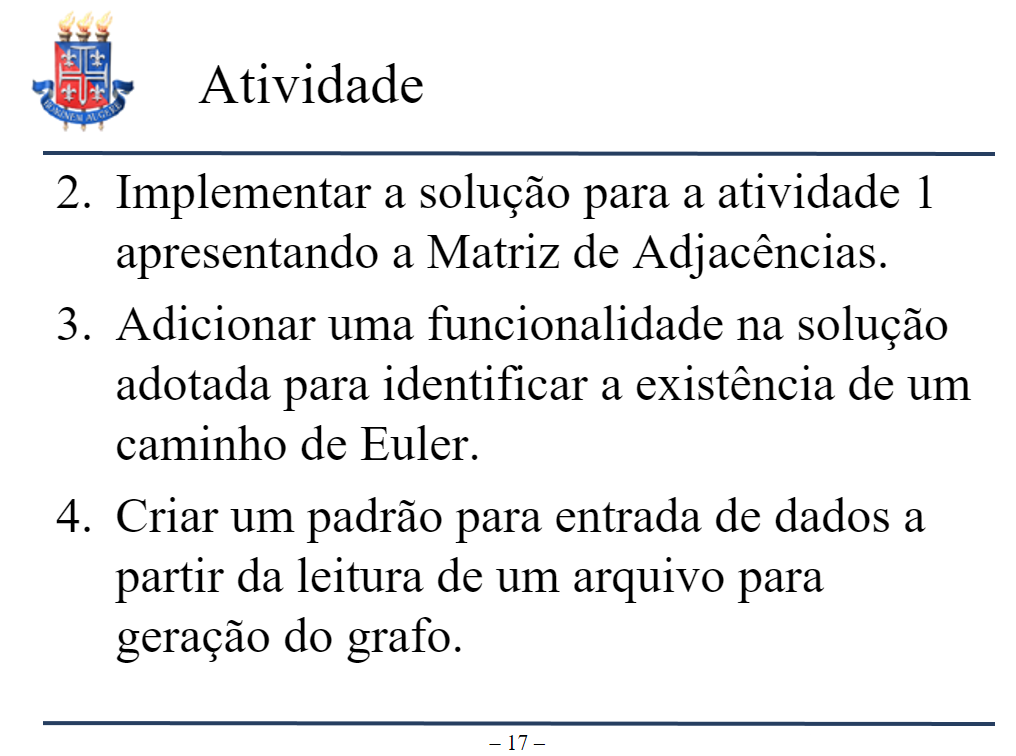 Atividade
2. Implementar a solução para a atividade 1
apresentando a Matriz de Adjacências.
3. Adicionar uma funcionalidade na solução
adotada para identificar a existência de um
caminho de Euler.
4. Criar um padrão para entrada de dados a
partir da leitura de um arquivo para
geração do grafo.
– 17 –